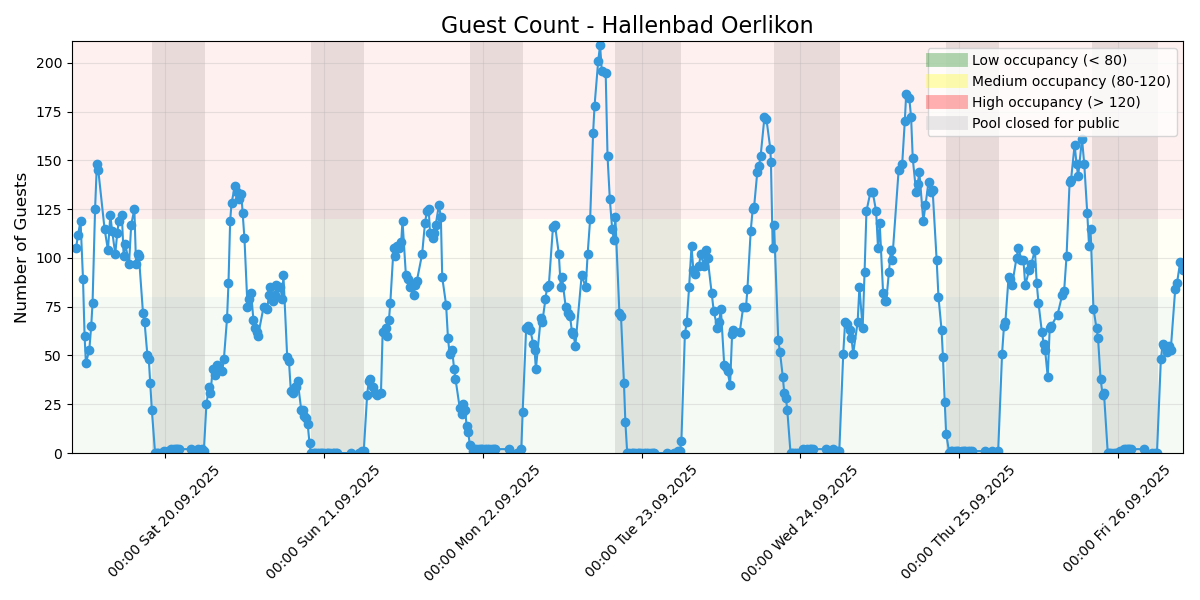 Guest Count - Hallenbad Oerlikon
Number of Guests
200
175
150
125
100
75
50
25
0
Low occupancy (< 80)
Medium occupancy (80-120)
High occupancy (> 120)
Pool closed for public
00:00 Sat 20.09.2025
00:00 Sun 21.09.2025
00:00 Mon 22.09.2025
00:00 Tue 23.09.2025
00:00 Wed 24.09.2025
00:00 Thu 25.09.2025
00:00 Fri 26.09.2025